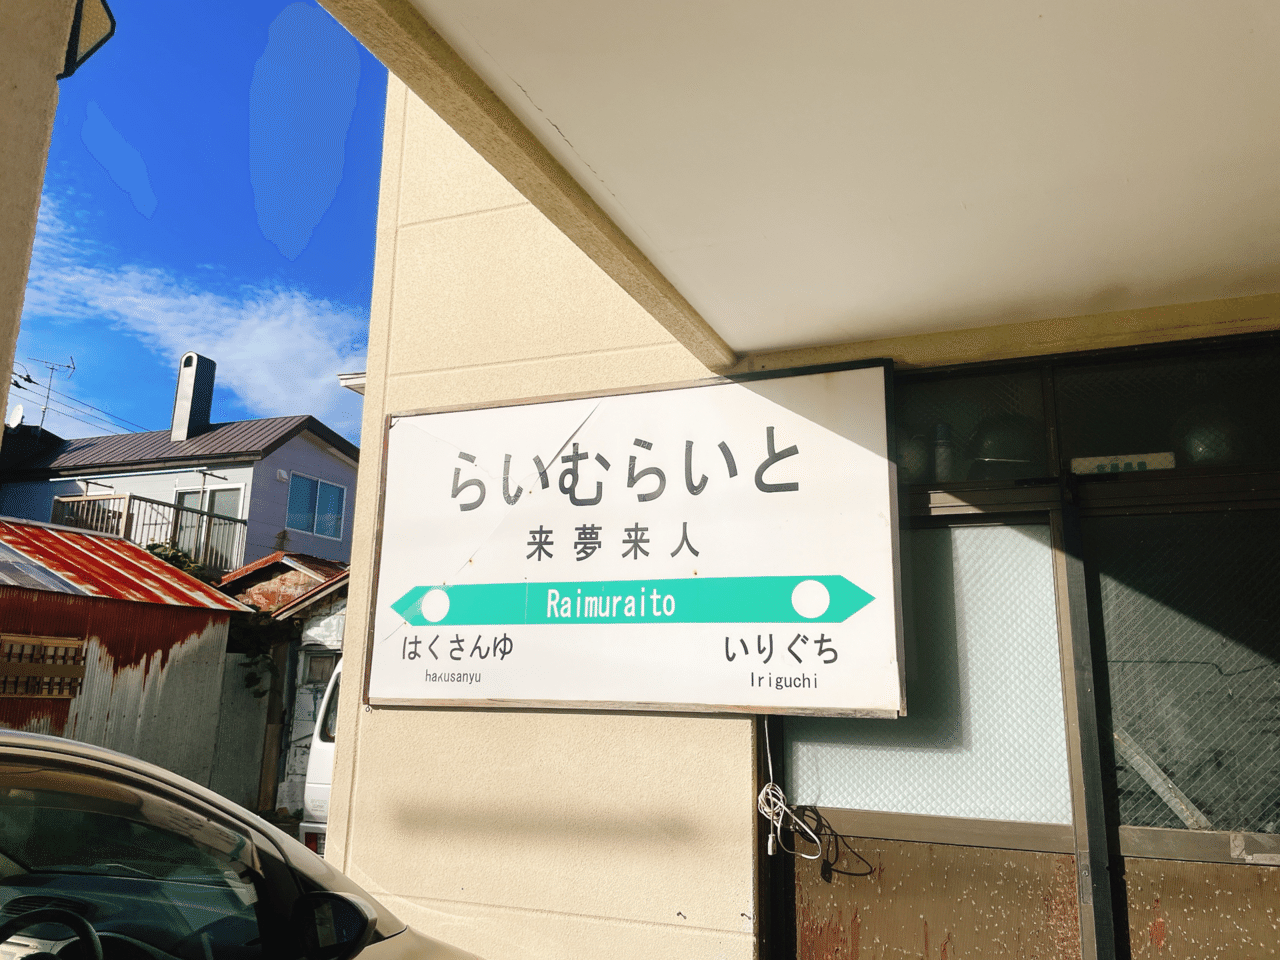 らいむらいと
来夢来人
Raimuraito
はくさんゆ いりぐち
hakusanyu Iriguchi